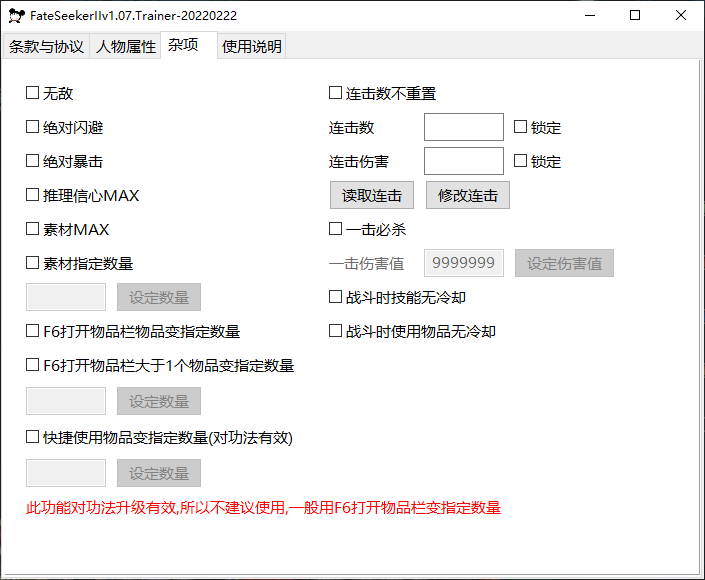 FateSeekerIIv1.07.Trainer-20220222
条款与协议 人物属性 杂项 使用说明
无敌 连击数不重置
绝对闪避 连击数 锁定
绝对暴击 连击伤害 锁定
推理信心MAX 读取连击 修改连击
素材MAX 一击必杀
素材指定数量 一击伤害值 9999999 设定伤害值
设定数量 战斗时技能无冷却
F6打开物品栏物品变指定数量 战斗时使用物品无冷却
F6打开物品栏大于1个物品变指定数量
设定数量
快捷使用物品变指定数量(对功法有效)
设定数量
此功能对功法升级有效,所以不建议使用,一般用F6打开物品栏变指定数量